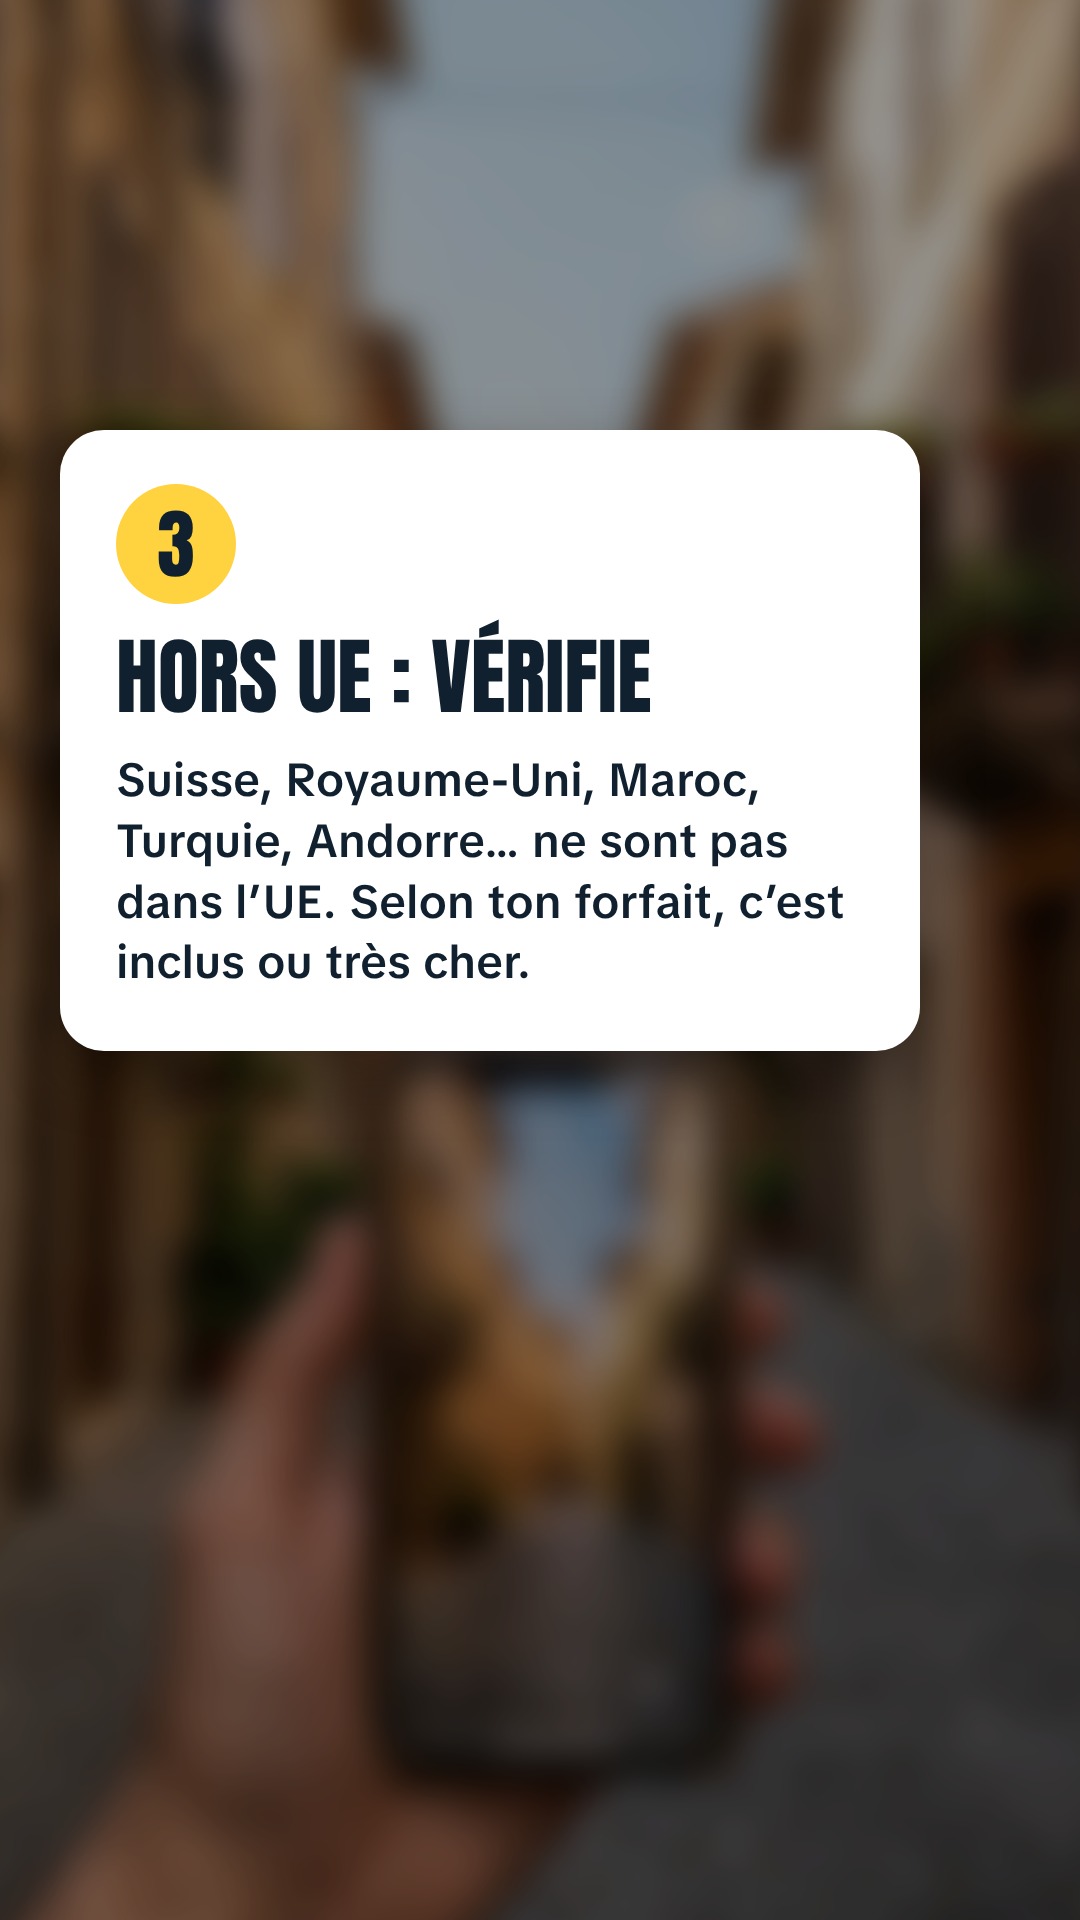 3
HORS UE : VÉRIFIE
Suisse, Royaume-Uni, Maroc,
Turquie, Andorre… ne sont pas
dans l’UE. Selon ton forfait, c’est
inclus ou très cher.